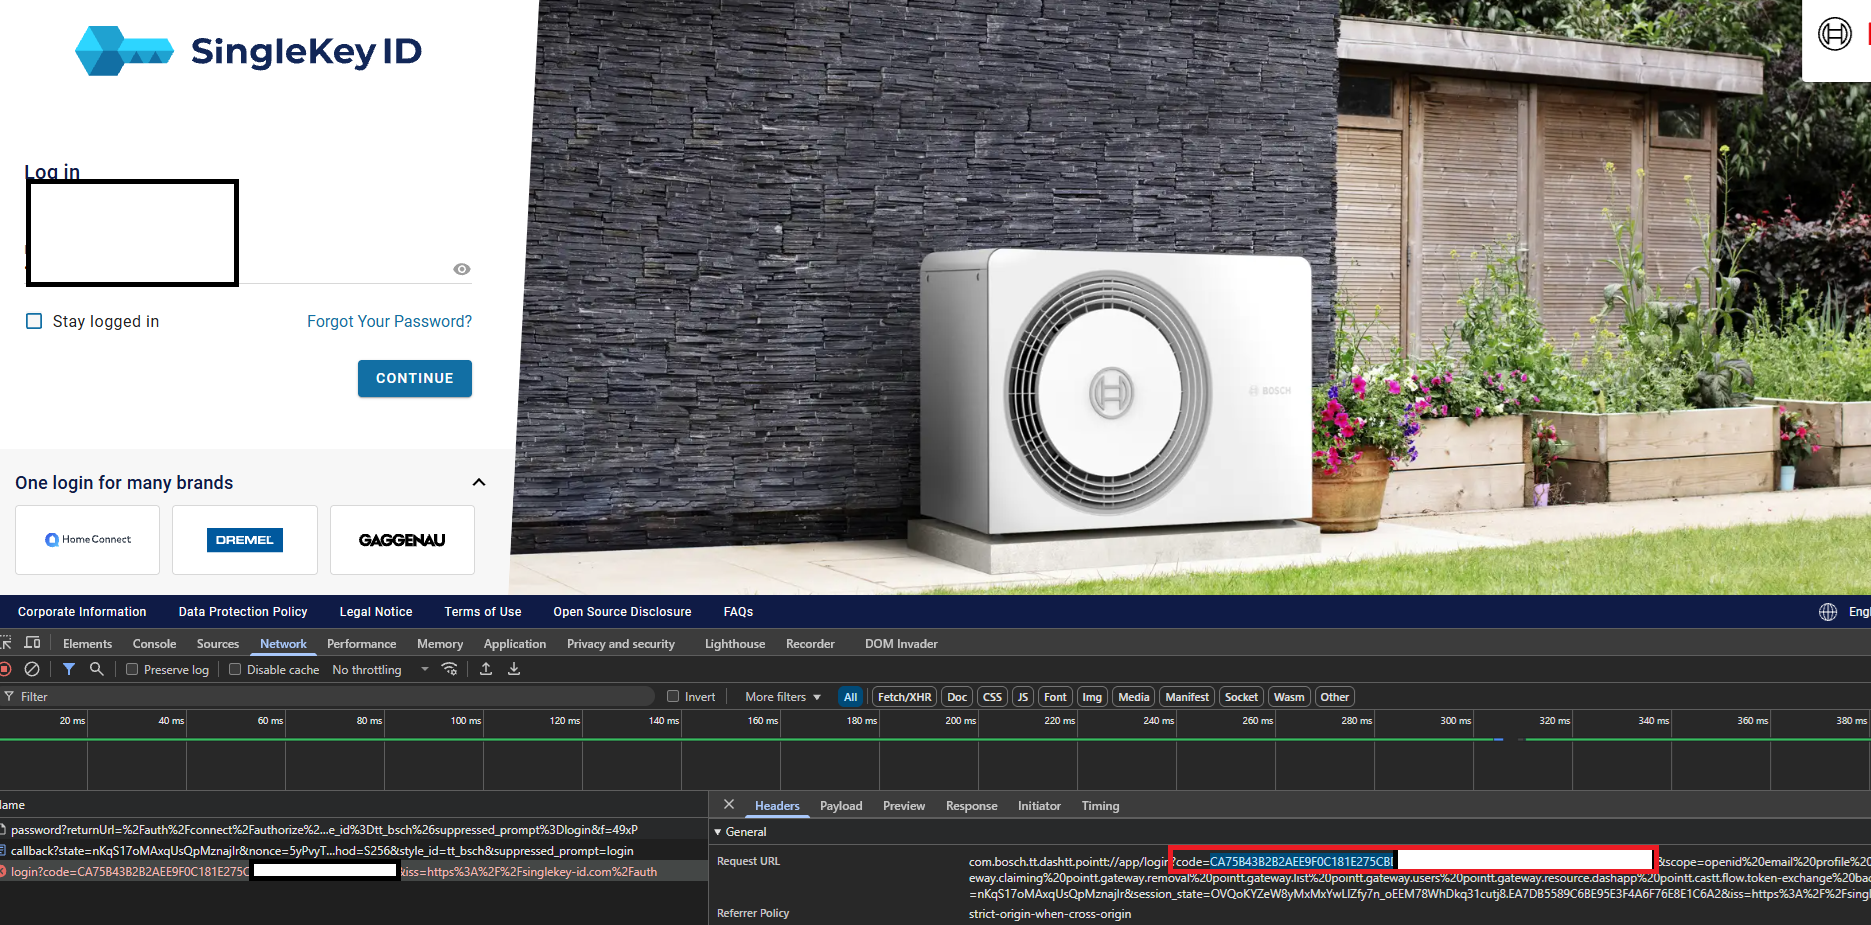 SingleKey ID
Log in
Stay logged in
Forgot Your Password?
CONTINUE
One login for many brands
Home Connect
DREMEL
GAGGENAU
BOSCH
Corporate Information Data Protection Policy Legal Notice Terms of Use Open Source Disclosure FAQs Engl
Elements Console Sources Network Performance Memory Application Privacy and security Lighthouse Recorder DOM Invader
Preserve log Disable cache No throttling
Filter Invert More filters All Fetch/XHR Doc CSS JS Font Img Media Manifest Socket Wasm Other
20 ms 40 ms 60 ms 80 ms 100 ms 120 ms 140 ms 160 ms 180 ms 200 ms 220 ms 240 ms 260 ms 280 ms 300 ms 320 ms 340 ms 360 ms 380 ms
lame
password?returnUrl=%2Fauth%2Fconnect%2Fauthorize%2...e_id%3Dtt_bsch%26suppressed_prompt%3Dlogin&f=49xP
callback?state=nKqS17oMAxqUsQpMznajIr&nonce=5yPvyT...hod=S256&style_id=tt_bsch&suppressed_prompt=login
login?code=CA75B43B2B2AEE9F0C181E275C &iss=https%3A%2F%2Fsinglekey-id.com%2Fauth
Headers Payload Preview Response Initiator Timing
General
Request URL
com.bosch.tt.dashtt.pointt://app/login?code=CA75B43B2B2AEE9F0C181E275CB &scope=openid%20email%20profile%20
eway.claiming%20pointt.gateway.removal%20pointt.gateway.list%20pointt.gateway.users%20pointt.gateway.resource.dashapp%20pointt.castt.flow.token-exchange%20bac
=nKqS17oMAxqUsQpMznajIr&session_state=OVQoKYZeW8yMxMxYwLlZfy7n_oEEM78WhDkq31cutj8.EA7DB5589C6BE95E3F4A6F76E8E1C6A2&iss=https%3A%2F%2Fsingl
Referrer Policy
strict-origin-when-cross-origin